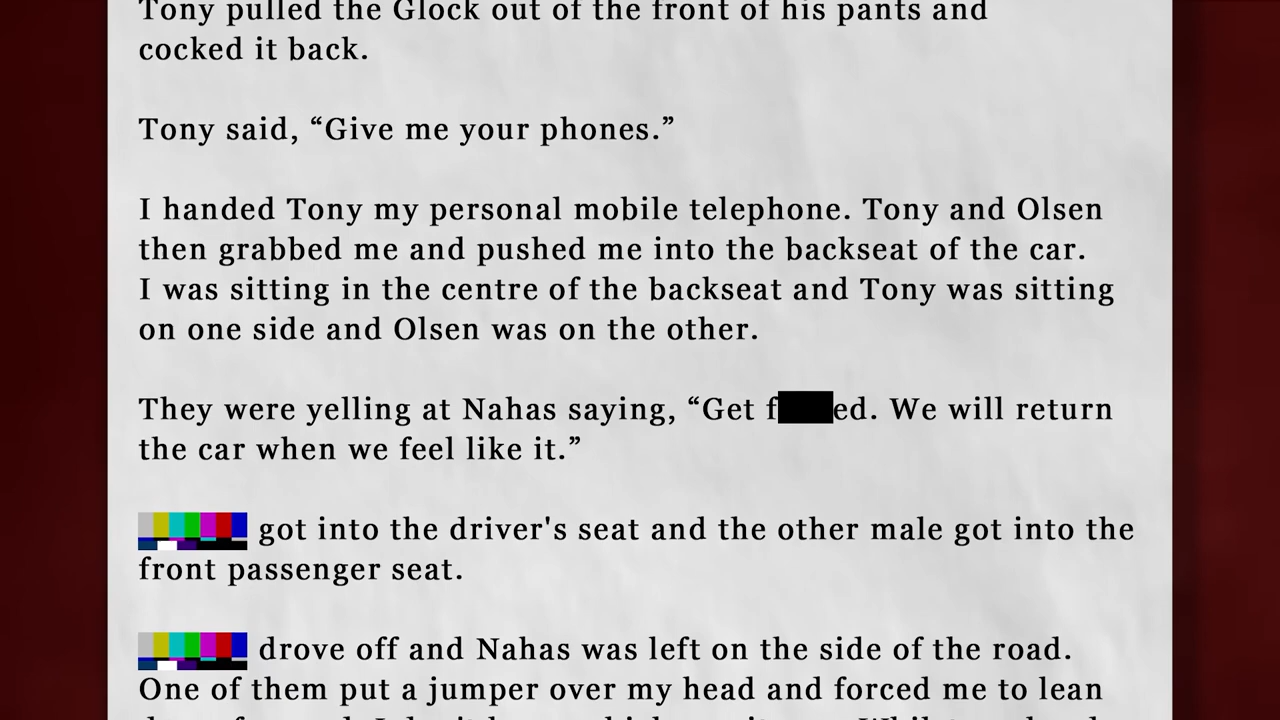 Tony pulled the Glock out of the front of his pants and
cocked it back.
Tony said, “Give me your phones.”
I handed Tony my personal mobile telephone. Tony and Olsen
then grabbed me and pushed me into the backseat of the car.
I was sitting in the centre of the backseat and Tony was sitting
on one side and Olsen was on the other.
They were yelling at Nahas saying, “Get f ed. We will return
the car when we feel like it.”
got into the driver's seat and the other male got into the
front passenger seat.
drove off and Nahas was left on the side of the road.
One of them put a jumper over my head and forced me to lean